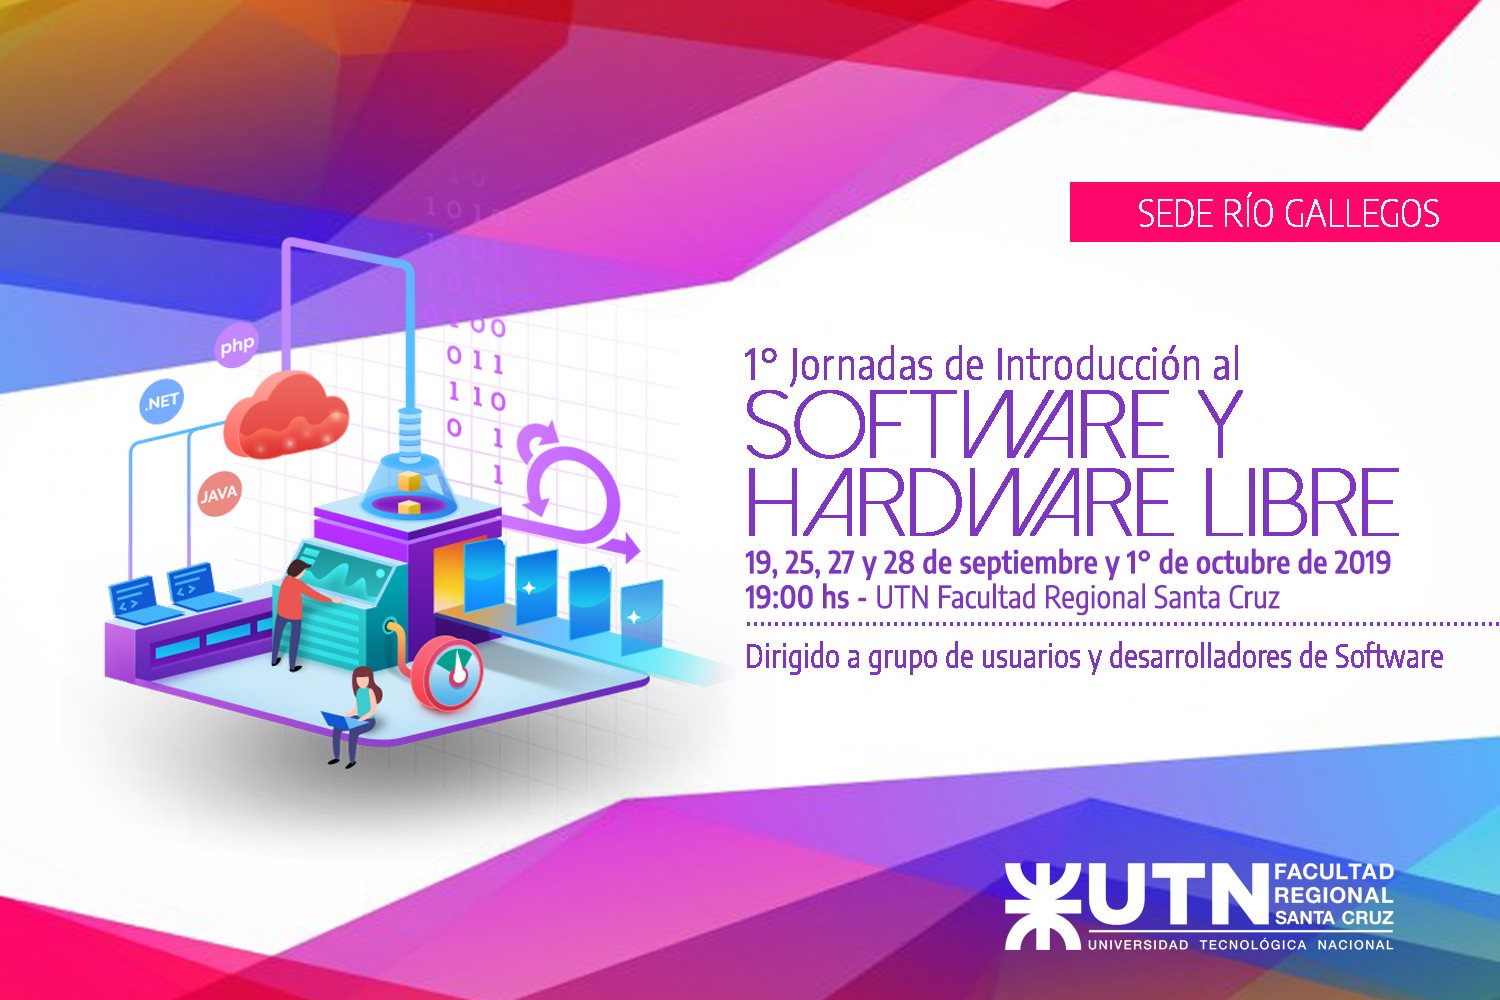 SEDE RÍO GALLEGOS
1° Jornadas de Introducción al
SOFTWARE Y
HARDWARE LIBRE
19, 25, 27 y 28 de septiembre y 1° de octubre de 2019
19:00 hs - UTN Facultad Regional Santa Cruz
Dirigido a grupo de usuarios y desarrolladores de Software
php
.NET
JAVA
UTN
FACULTAD
REGIONAL
SANTA CRUZ
UNIVERSIDAD TECNOLÓGICA NACIONAL